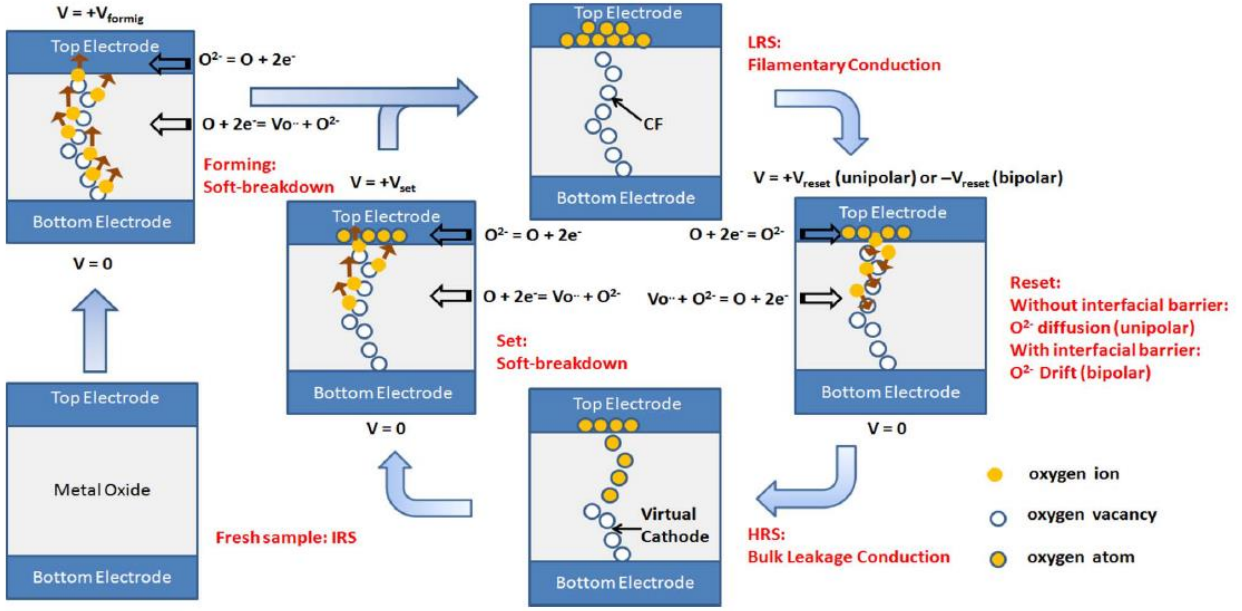 V = +Vformig
Top Electrode
O²⁻ = O + 2e⁻
O + 2e⁻= Vo·· + O²⁻
Forming:
Soft-breakdown
Bottom Electrode
V = 0
Top Electrode
Metal Oxide
Bottom Electrode
Fresh sample: IRS
V = +Vset
Top Electrode
O²⁻ = O + 2e⁻
O + 2e⁻= Vo·· + O²⁻
Set:
Soft-breakdown
Bottom Electrode
V = 0
Top Electrode
CF
Bottom Electrode
LRS:
Filamentary Conduction
V = +Vreset (unipolar) or –Vreset (bipolar)
Top Electrode
O + 2e⁻ = O²⁻
Vo·· + O²⁻ = O + 2e⁻
Bottom Electrode
V = 0
Reset:
Without interfacial barrier:
O²⁻ diffusion (unipolar)
With interfacial barrier:
O²⁻ Drift (bipolar)
Top Electrode
Virtual
Cathode
Bottom Electrode
HRS:
Bulk Leakage Conduction
oxygen ion
oxygen vacancy
oxygen atom